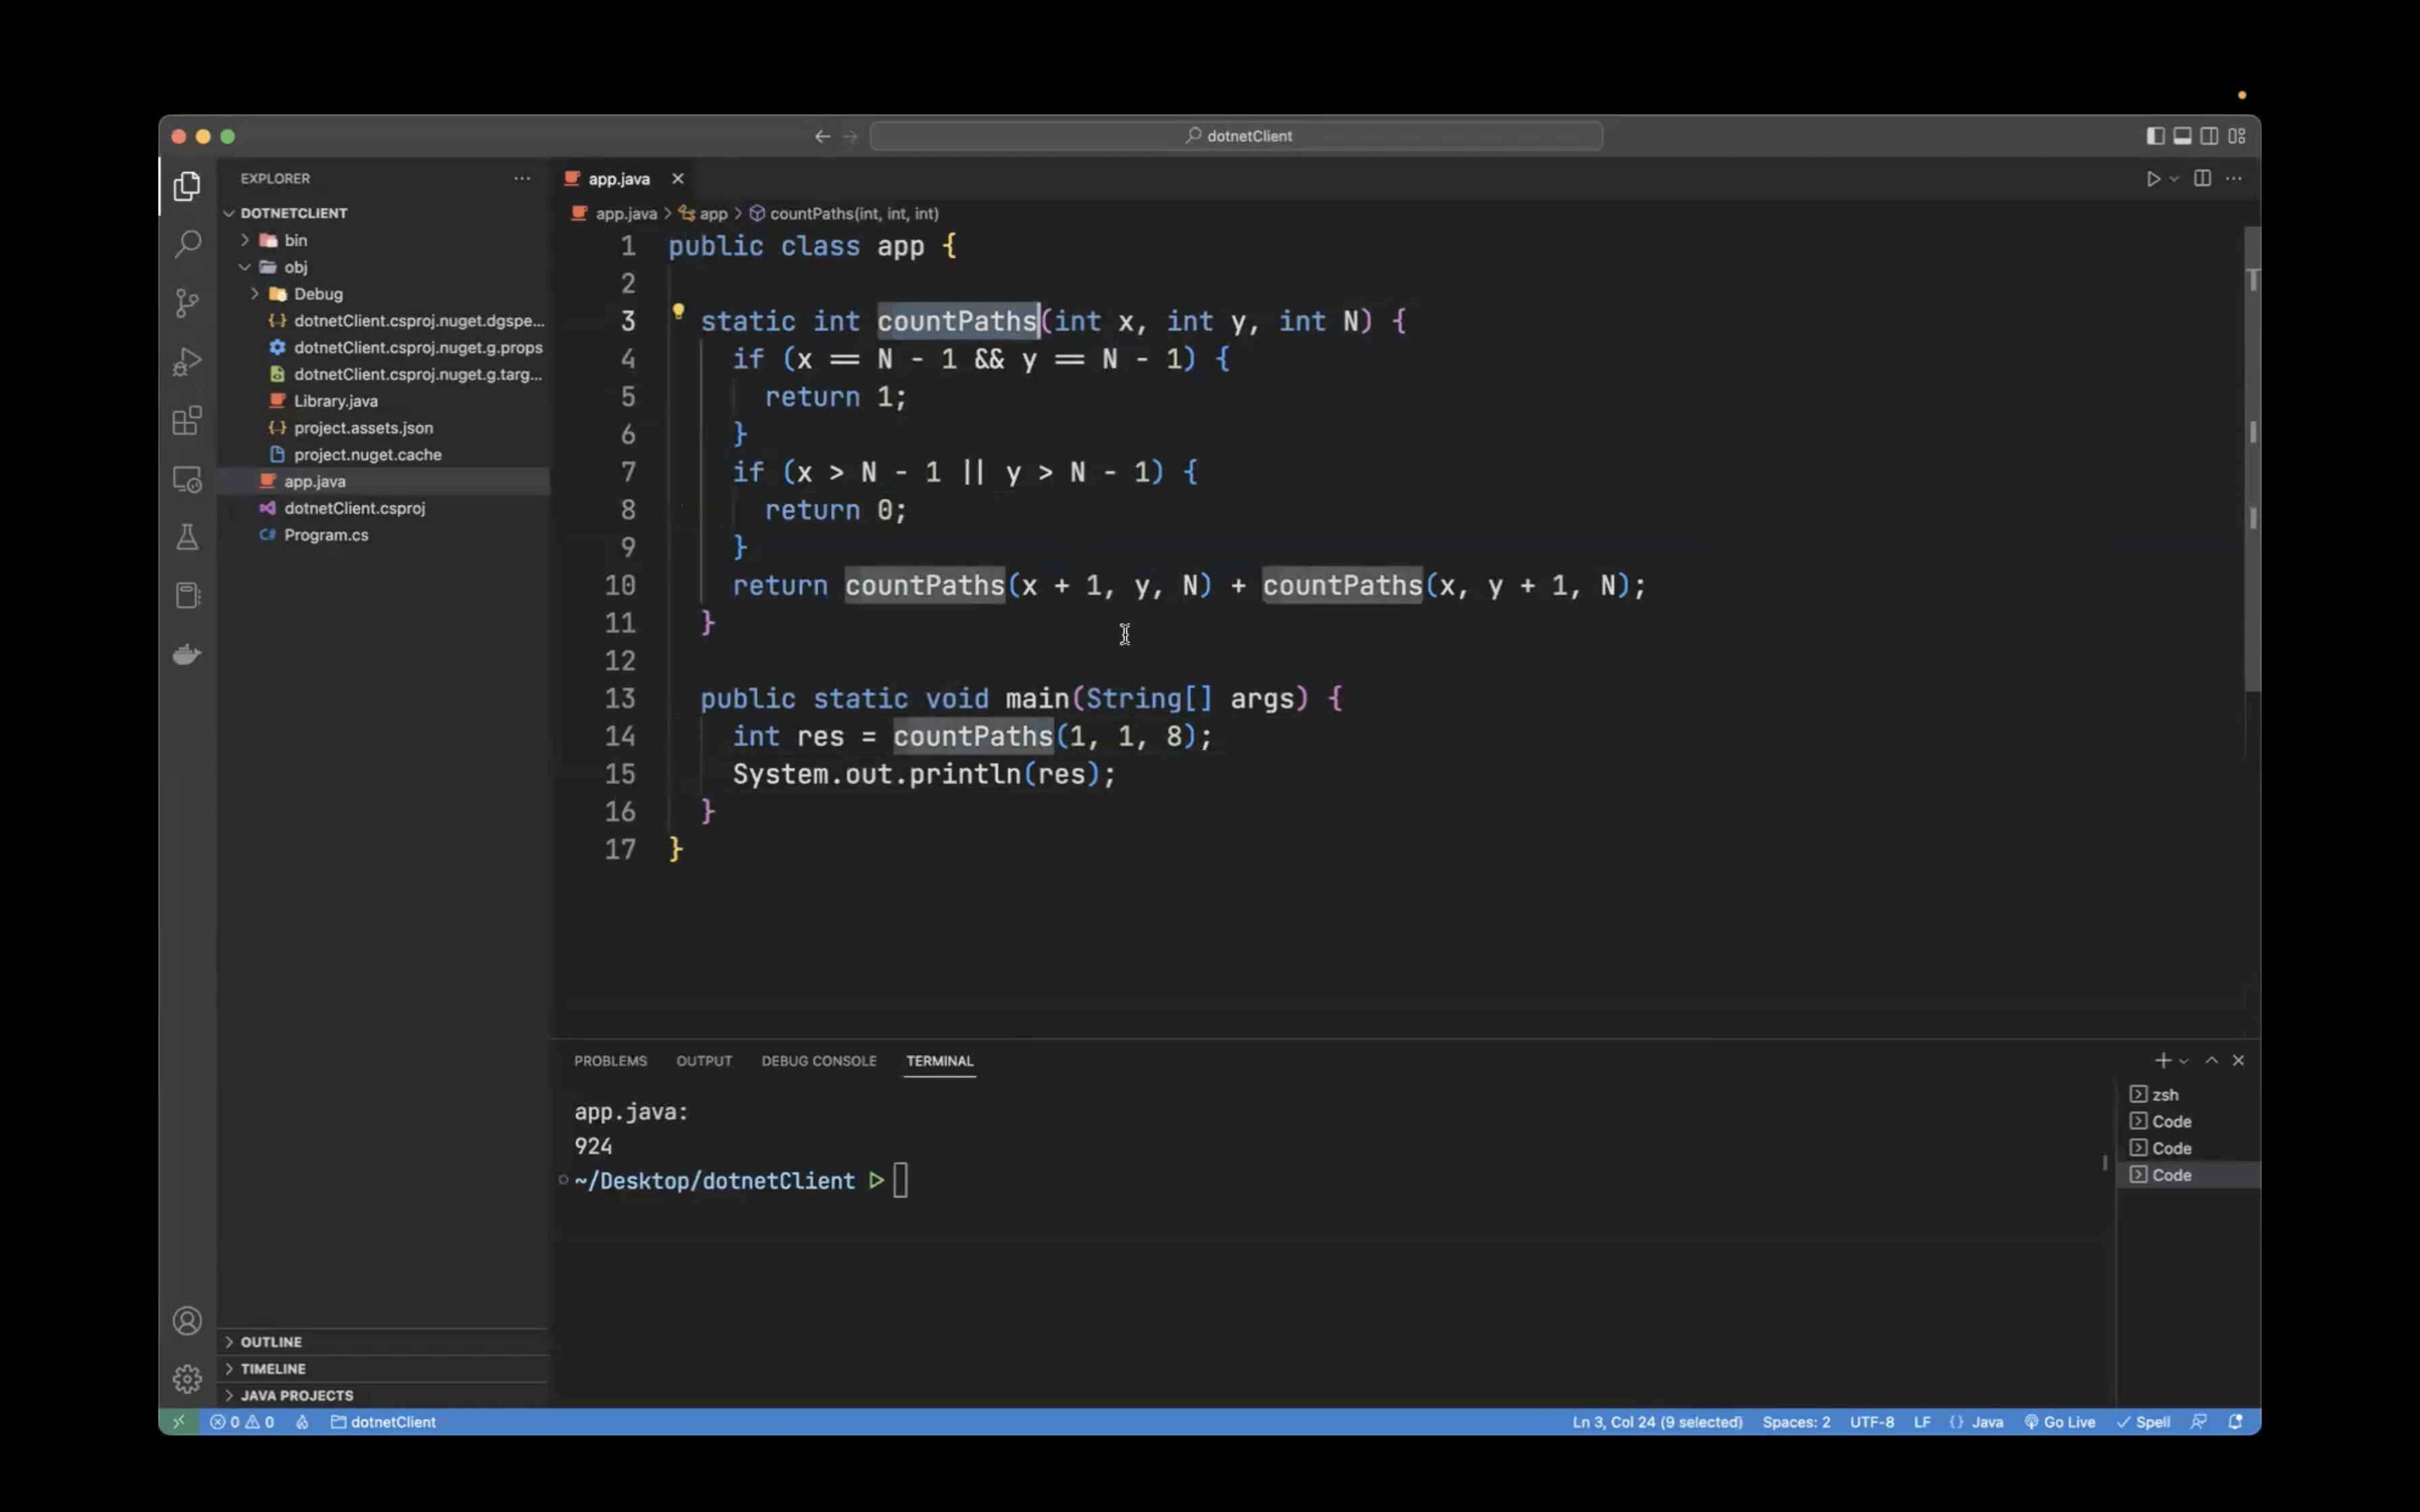 dotnetClient
EXPLORER
DOTNETCLIENT
bin
obj
Debug
dotnetClient.csproj.nuget.dgspe...
dotnetClient.csproj.nuget.g.props
dotnetClient.csproj.nuget.g.targ...
Library.java
project.assets.json
project.nuget.cache
app.java
dotnetClient.csproj
C# Program.cs
OUTLINE
TIMELINE
JAVA PROJECTS
app.java
app.java > app > countPaths(int, int, int)
1 public class app {
2
3 static int countPaths(int x, int y, int N) {
4 if (x == N - 1 && y == N - 1) {
5 return 1;
6 }
7 if (x > N - 1 || y > N - 1) {
8 return 0;
9 }
10 return countPaths(x + 1, y, N) + countPaths(x, y + 1, N);
11 }
12
13 public static void main(String[] args) {
14 int res = countPaths(1, 1, 8);
15 System.out.println(res);
16 }
17 }
PROBLEMS OUTPUT DEBUG CONSOLE TERMINAL
app.java:
924
~/Desktop/dotnetClient
zsh
Code
Code
Code
0 0 dotnetClient Ln 3, Col 24 (9 selected) Spaces: 2 UTF-8 LF {} Java Go Live Spell